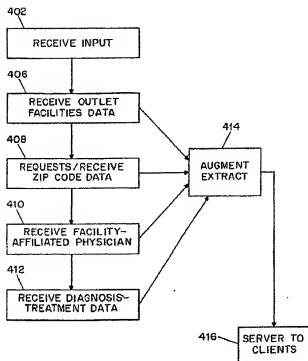 402
RECEIVE INPUT
406
RECEIVE OUTLET
FACILITIES DATA
408
REQUESTS/RECEIVE
ZIP CODE DATA
410
RECEIVE FACILITY-
AFFILIATED PHYSICIAN
412
RECEIVE DIAGNOSIS-
TREATMENT DATA
414
AUGMENT
EXTRACT
416
SERVER TO
CLIENTS